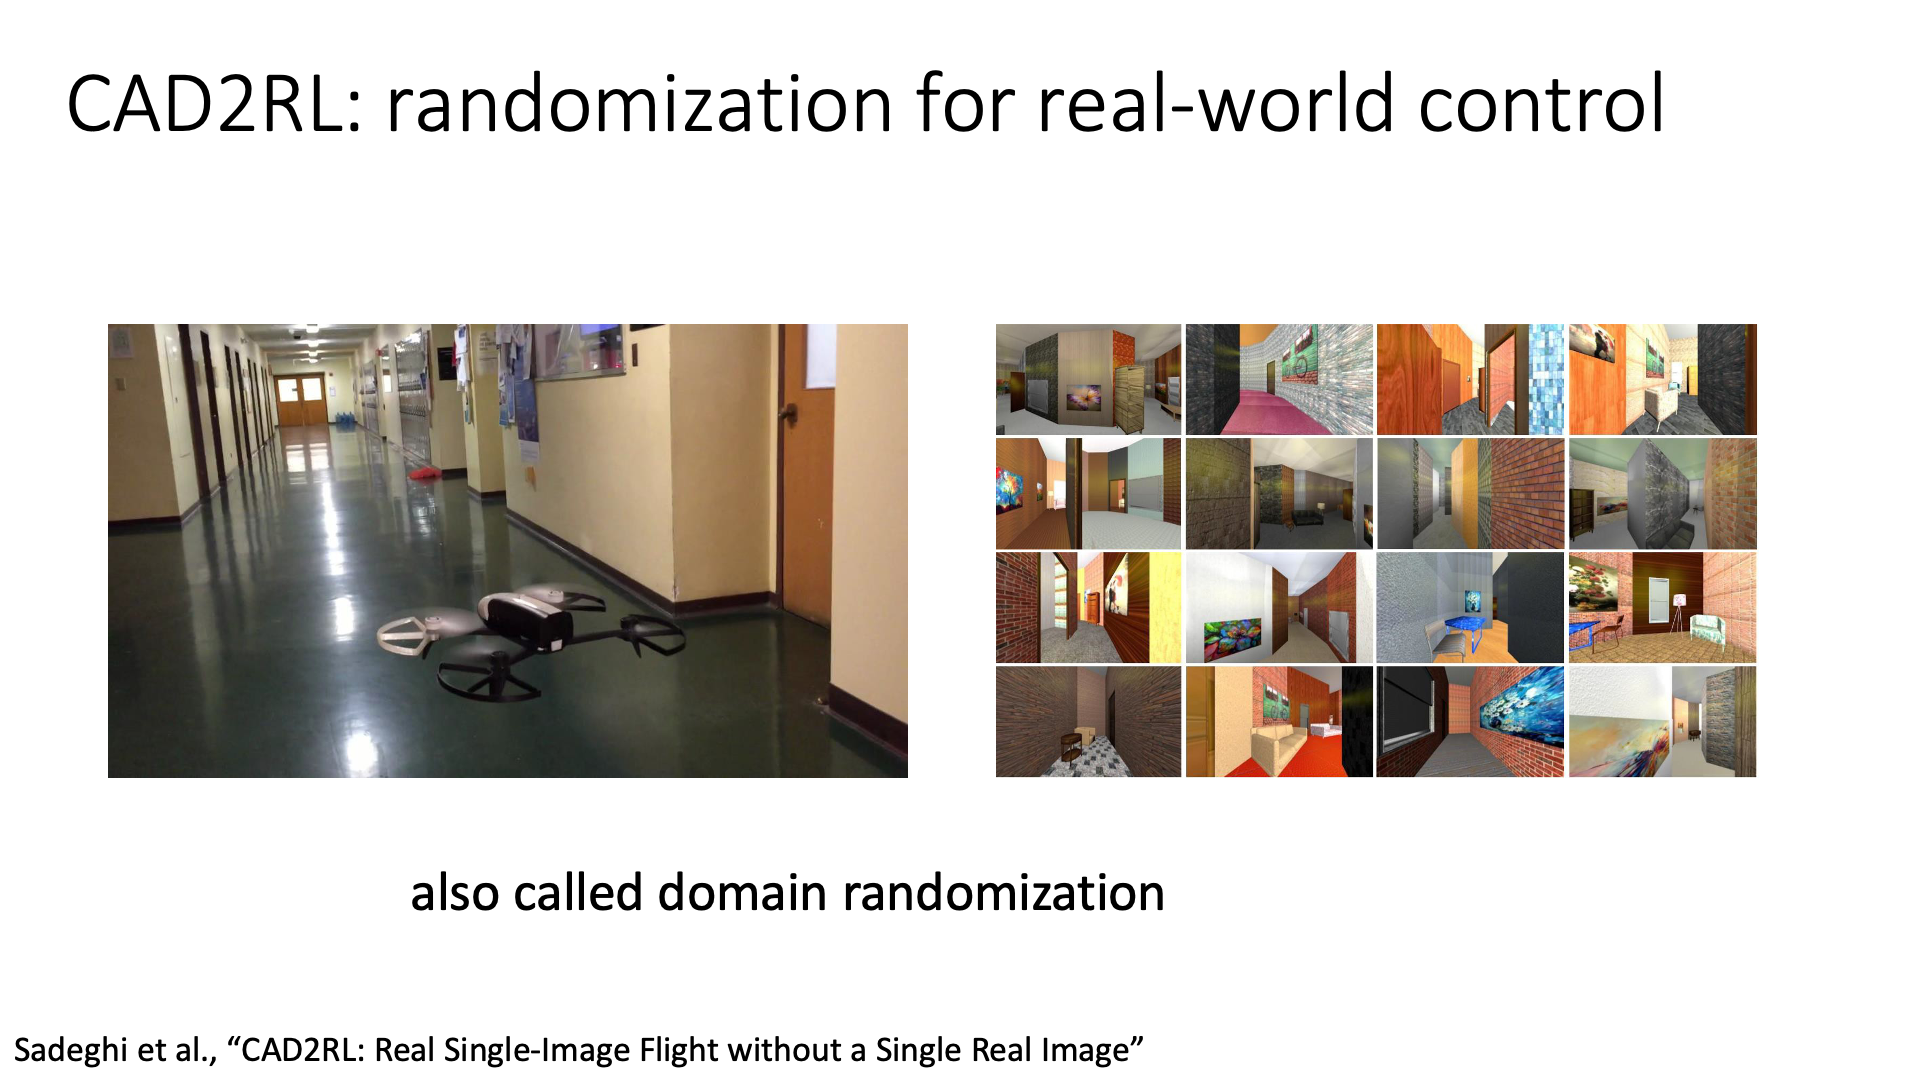 CAD2RL: randomization for real-world control
also called domain randomization
Sadeghi et al., “CAD2RL: Real Single-Image Flight without a Single Real Image”